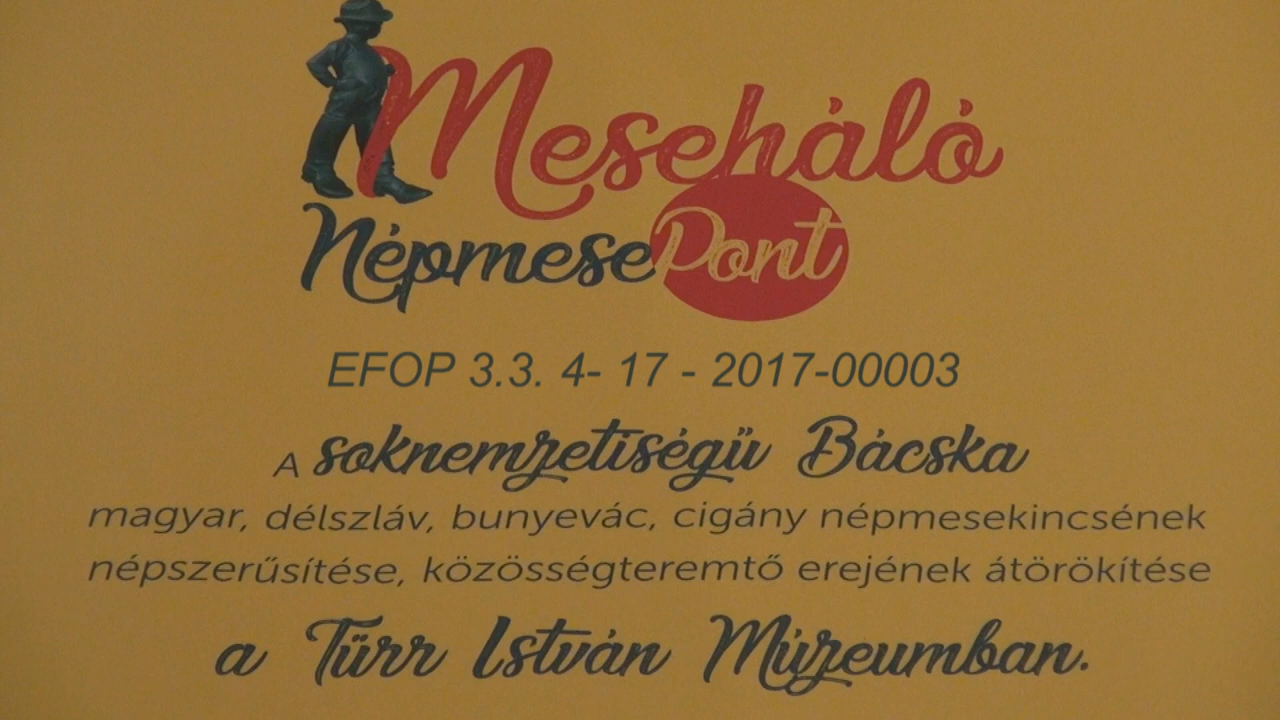 Meseháló
NépmesePont
EFOP 3.3. 4- 17 - 2017-00003
A soknemzetiségű Bácska
magyar, délszláv, bunyevác, cigány népmesekincsének
népszerűsítése, közösségteremtő erejének átörökítése
a Türr István Múzeumban.